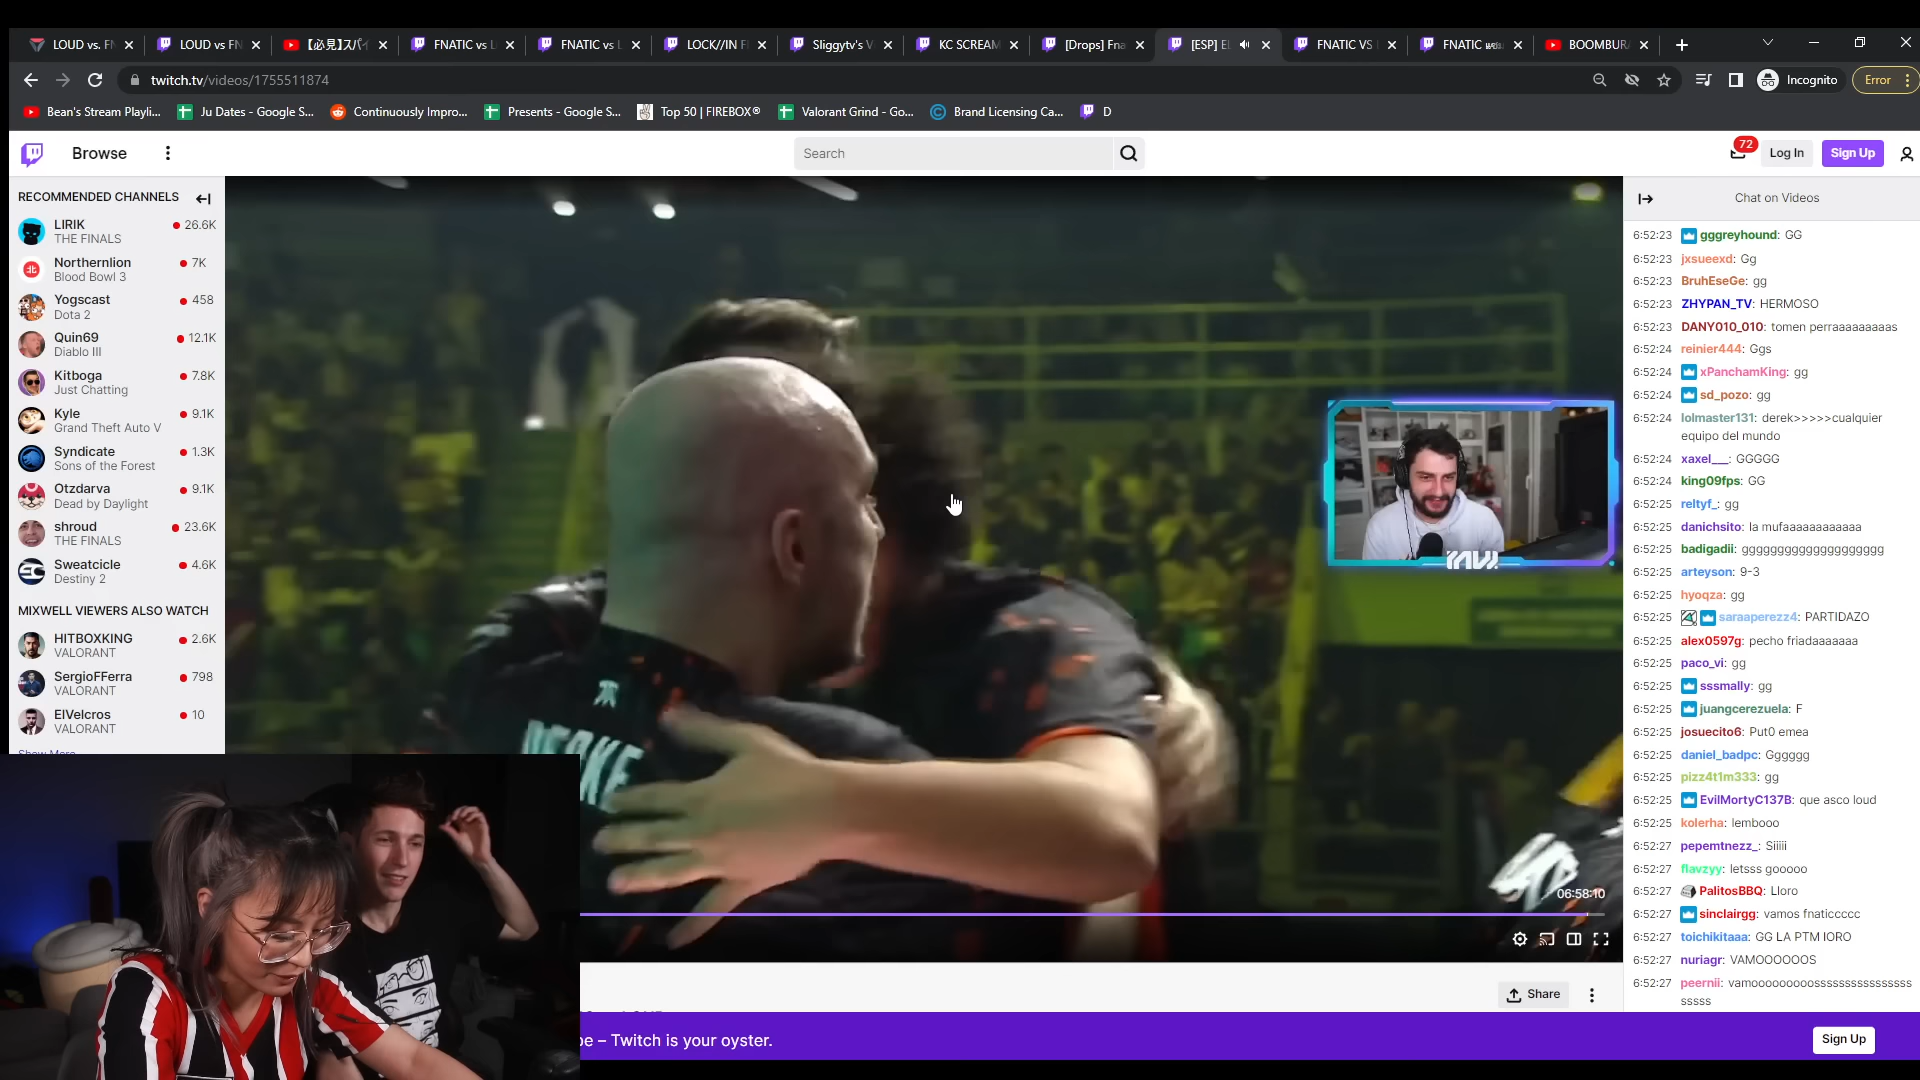 LOUD vs. F
LOUD vs FN
【必見】スパイ
FNATIC vs L
FNATIC vs L
LOCK//IN F
Sliggytv's V
KC SCREAM
[Drops] Fna
[ESP] EL
FNATIC VS
FNATIC
BOOMBUR
twitch.tv/videos/1755511874
Incognito
Error
Bean's Stream Playli...
Ju Dates - Google S...
Continuously Impro...
Presents - Google S...
Top 50 | FIREBOX®
Valorant Grind - Go...
Brand Licensing Ca...
D
Browse
Search
72
Log In
Sign Up
RECOMMENDED CHANNELS
LIRIK 26.6K
THE FINALS
Northernlion 7K
Blood Bowl 3
Yogscast 458
Dota 2
Quin69 12.1K
Diablo III
Kitboga 7.8K
Just Chatting
Kyle 9.1K
Grand Theft Auto V
Syndicate 1.3K
Sons of the Forest
Otzdarva 9.1K
Dead by Daylight
shroud 23.6K
THE FINALS
Sweatcicle 4.6K
Destiny 2
MIXWELL VIEWERS ALSO WATCH
HITBOXKING 2.6K
VALORANT
SergioFFerra 798
VALORANT
ElVelcros 10
VALORANT
Show More
06:58:10
Share
Chat on Videos
6:52:23 gggreyhound: GG
6:52:23 jxsueexd: Gg
6:52:23 BruhEseGe: gg
6:52:23 ZHYPAN_TV: HERMOSO
6:52:23 DANY010_010: tomen perraaaaaaaas
6:52:24 reinier444: Ggs
6:52:24 xPanchamKing: gg
6:52:24 sd_pozo: gg
6:52:24 lolmaster131: derek>>>>>cualquier
equipo del mundo
6:52:24 xaxel___: GGGGG
6:52:24 king09fps: GG
6:52:25 reltyf_: gg
6:52:25 danichsito: la mufaaaaaaaaaaa
6:52:25 badigadii: gggggggggggggggggggg
6:52:25 arteyson: 9-3
6:52:25 hyoqza: gg
6:52:25 saraaperezz4: PARTIDAZO
6:52:25 alex0597g: pecho friadaaaaaaa
6:52:25 paco_vi: gg
6:52:25 sssmally: gg
6:52:25 juangcerezuela: F
6:52:25 josuecito6: Put0 emea
6:52:25 daniel_badpc: Gggggg
6:52:25 pizz4t1m333: gg
6:52:25 EvilMortyC137B: que asco loud
6:52:25 kolerha: lembooo
6:52:27 pepemtnezz_: Siiiii
6:52:27 flavzyy: letsss gooooo
6:52:27 PalitosBBQ: Lloro
6:52:27 sinclairgg: vamos fnaticcccc
6:52:27 toichikitaaa: GG LA PTM lORO
6:52:27 nuriagr: VAMOOOOOOS
6:52:27 peernii: vamooooooooossssssssssssssss
sssss
– Twitch is your oyster.
Sign Up